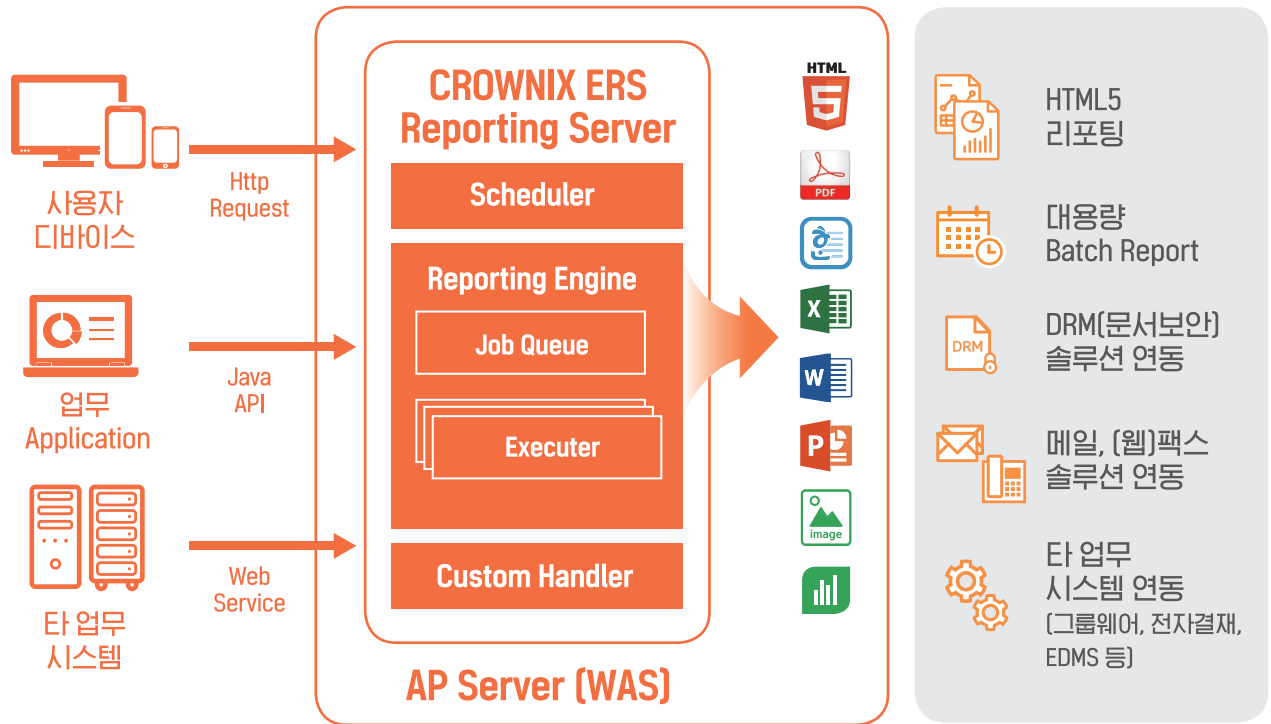 사용자
디바이스
업무
Application
타 업무
시스템
Http
Request
Java
API
Web
Service
CROWNIX ERS
Reporting Server
Scheduler
Reporting Engine
Job Queue
Executer
Custom Handler
AP Server (WAS)
HTML
5
PDF
X
W
P
image
HTML5
리포팅
대용량
Batch Report
DRM
DRM(문서보안)
솔루션 연동
메일, (웹)팩스
솔루션 연동
타 업무
시스템 연동
(그룹웨어, 전자결재,
EDMS 등)